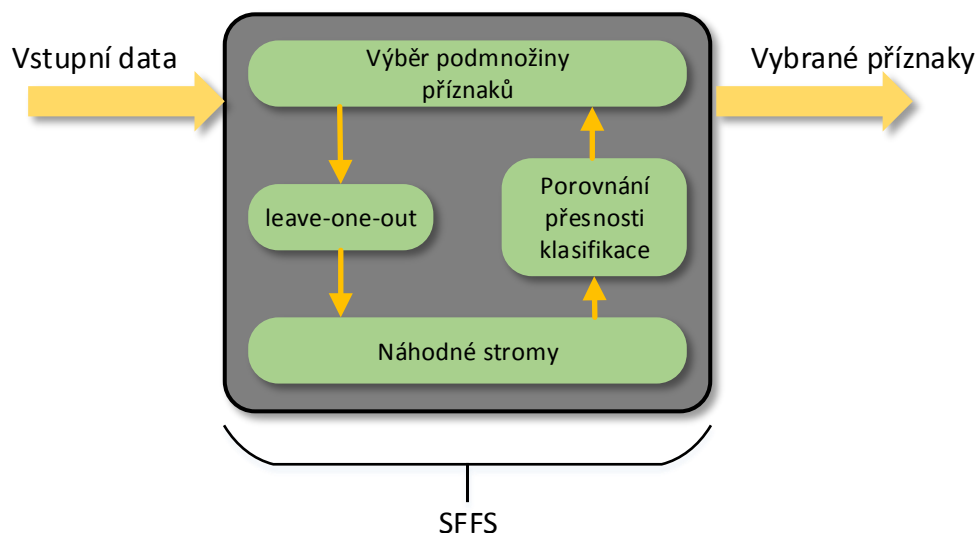 Vstupní data
Výběr podmnožiny
příznaků
Vybrané příznaky
leave-one-out
Porovnání
přesnosti
klasifikace
Náhodné stromy
SFFS